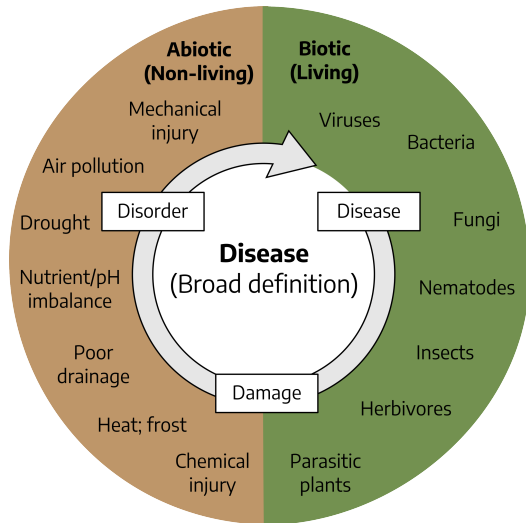 Abiotic
(Non-living)
Biotic
(Living)
Mechanical
injury
Air pollution
Drought
Nutrient/pH
imbalance
Poor
drainage
Heat; frost
Chemical
injury
Viruses
Bacteria
Fungi
Nematodes
Insects
Herbivores
Parasitic
plants
Disorder
Disease
Damage
Disease
(Broad definition)